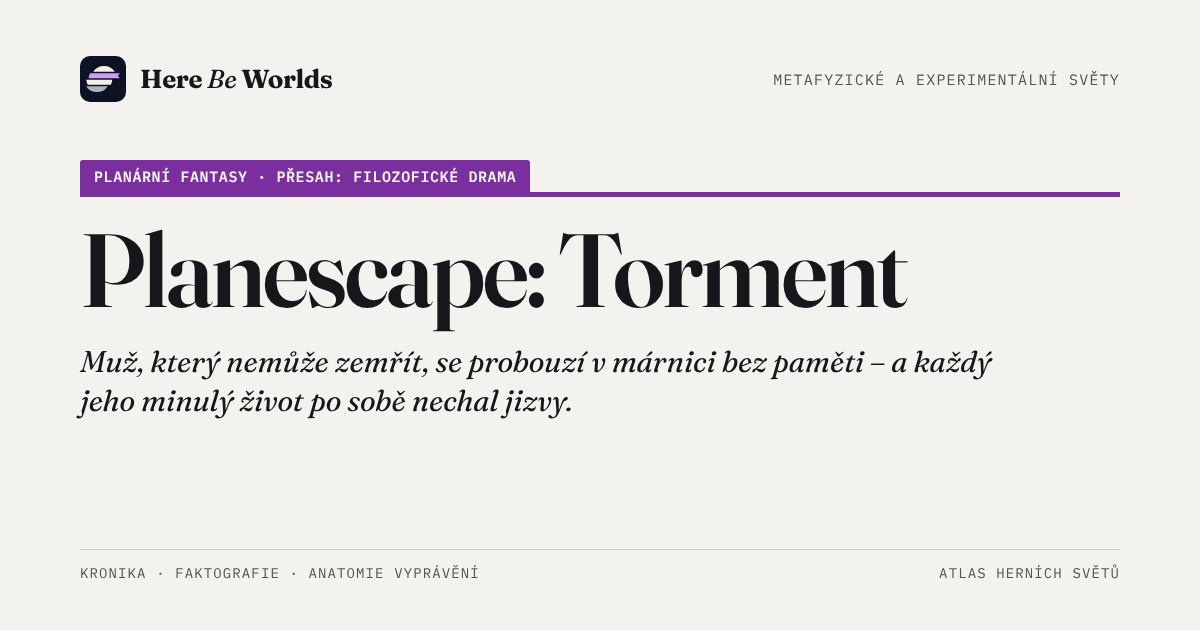 Here Be Worlds
METAFYZICKÉ A EXPERIMENTÁLNÍ SVĚTY
PLANÁRNÍ FANTASY · PŘESAH: FILOZOFICKÉ DRAMA
Planescape: Torment
Muž, který nemůže zemřít, se probouzí v márnici bez paměti – a každý
jeho minulý život po sobě nechal jizvy.
KRONIKA · FAKTOGRAFIE · ANATOMIE VYPRÁVĚNÍ
ATLAS HERNÍCH SVĚTŮ